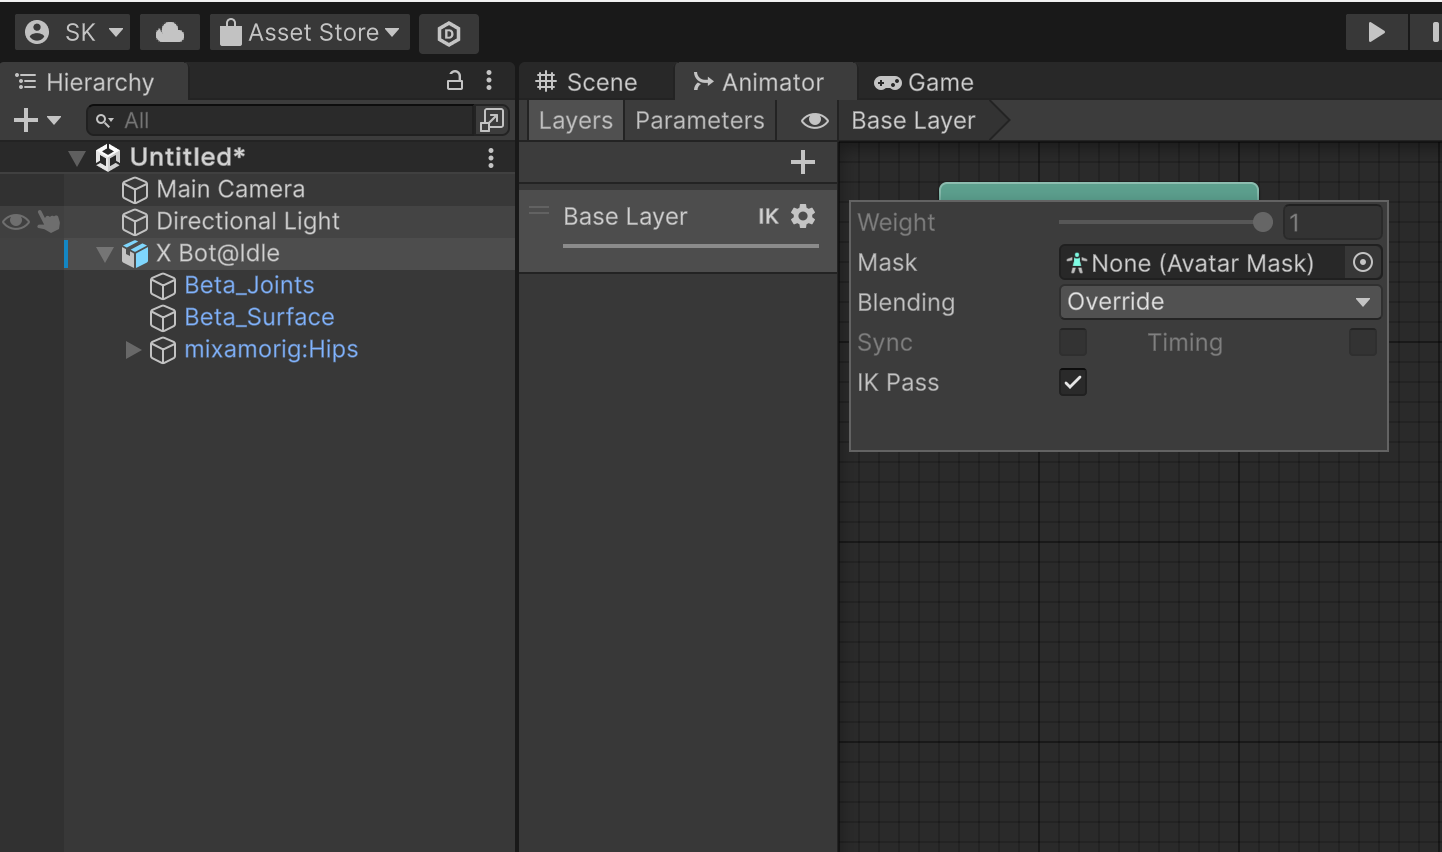 SK
Asset Store
Hierarchy
Scene
Animator
Game
All
Layers
Parameters
Base Layer
Untitled*
Main Camera
Directional Light
X Bot@Idle
Beta_Joints
Beta_Surface
mixamorig:Hips
Base Layer IK
Weight 1
Mask None (Avatar Mask)
Blending Override
Sync Timing
IK Pass